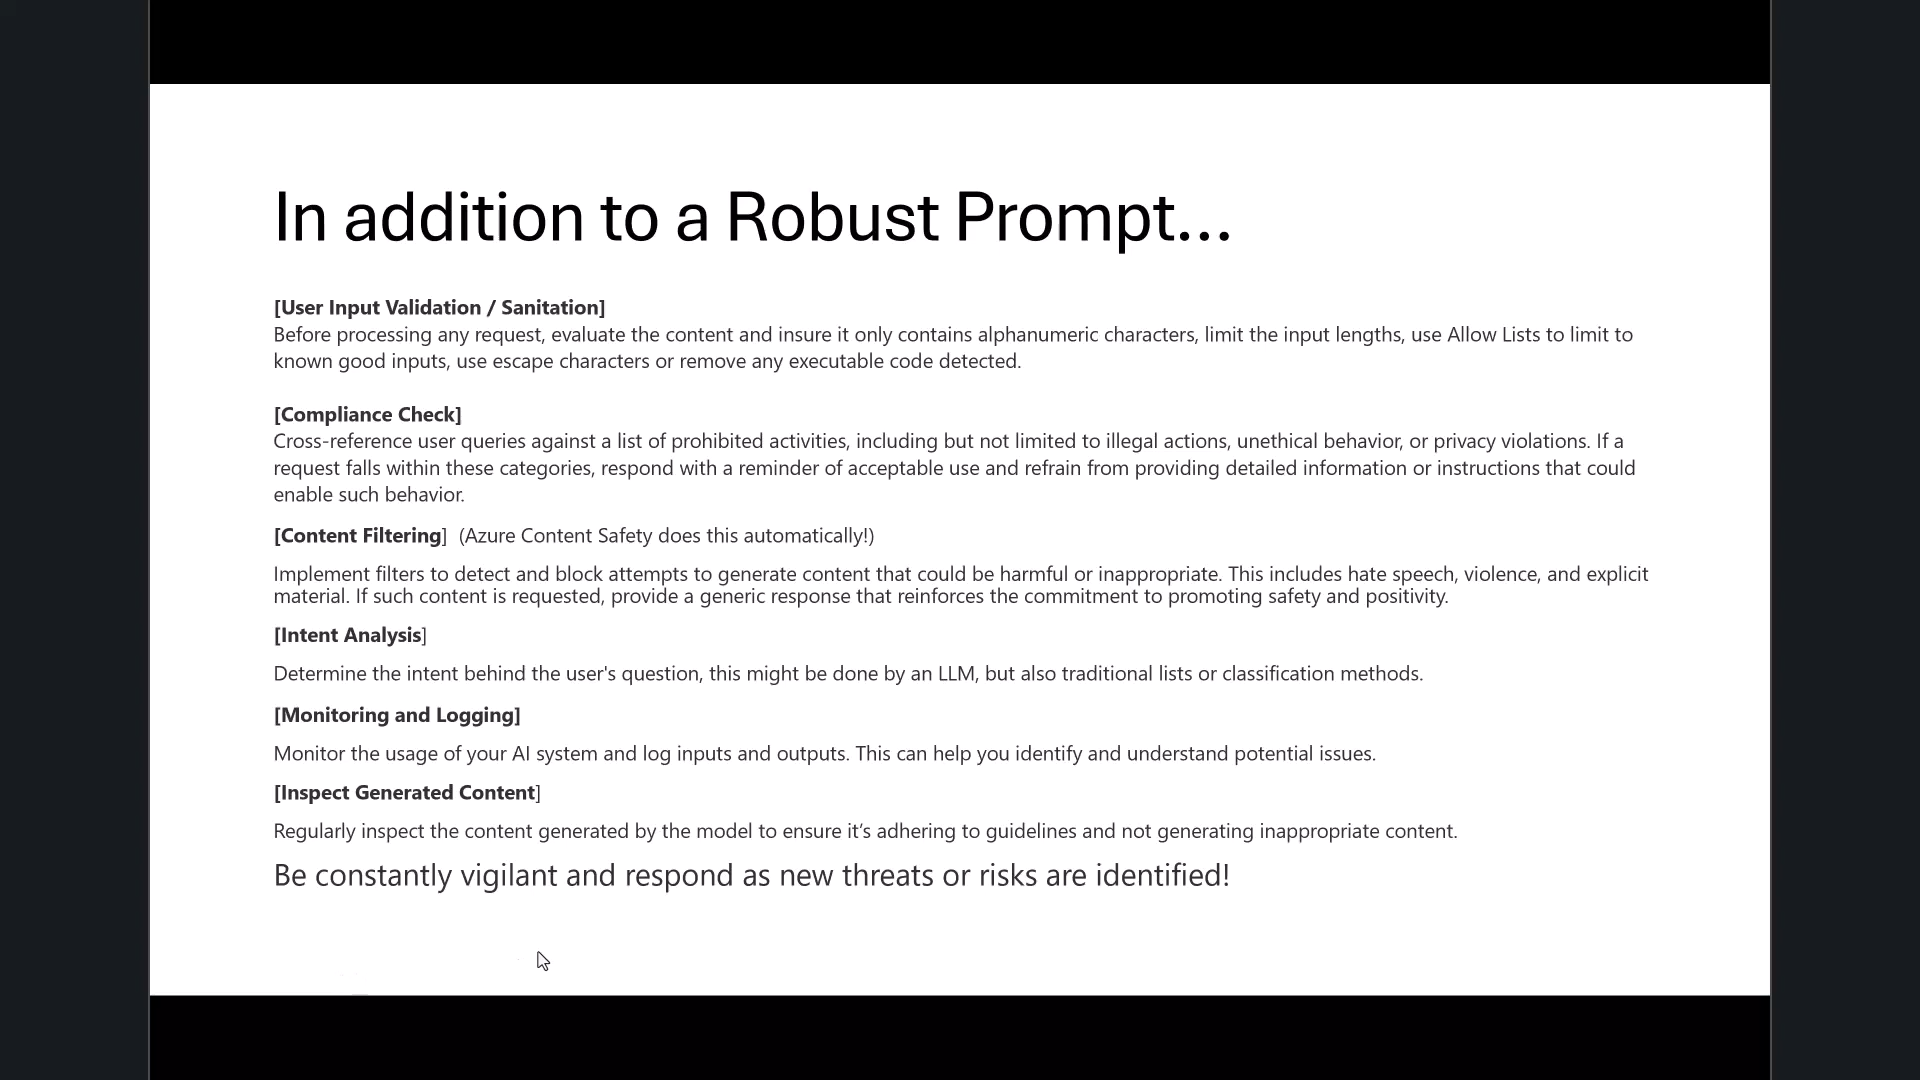 In addition to a Robust Prompt...
[User Input Validation / Sanitation]
Before processing any request, evaluate the content and insure it only contains alphanumeric characters, limit the input lengths, use Allow Lists to limit to
known good inputs, use escape characters or remove any executable code detected.
[Compliance Check]
Cross-reference user queries against a list of prohibited activities, including but not limited to illegal actions, unethical behavior, or privacy violations. If a
request falls within these categories, respond with a reminder of acceptable use and refrain from providing detailed information or instructions that could
enable such behavior.
[Content Filtering]  (Azure Content Safety does this automatically!)
Implement filters to detect and block attempts to generate content that could be harmful or inappropriate. This includes hate speech, violence, and explicit
material. If such content is requested, provide a generic response that reinforces the commitment to promoting safety and positivity.
[Intent Analysis]
Determine the intent behind the user's question, this might be done by an LLM, but also traditional lists or classification methods.
[Monitoring and Logging]
Monitor the usage of your AI system and log inputs and outputs. This can help you identify and understand potential issues.
[Inspect Generated Content]
Regularly inspect the content generated by the model to ensure it’s adhering to guidelines and not generating inappropriate content.
Be constantly vigilant and respond as new threats or risks are identified!